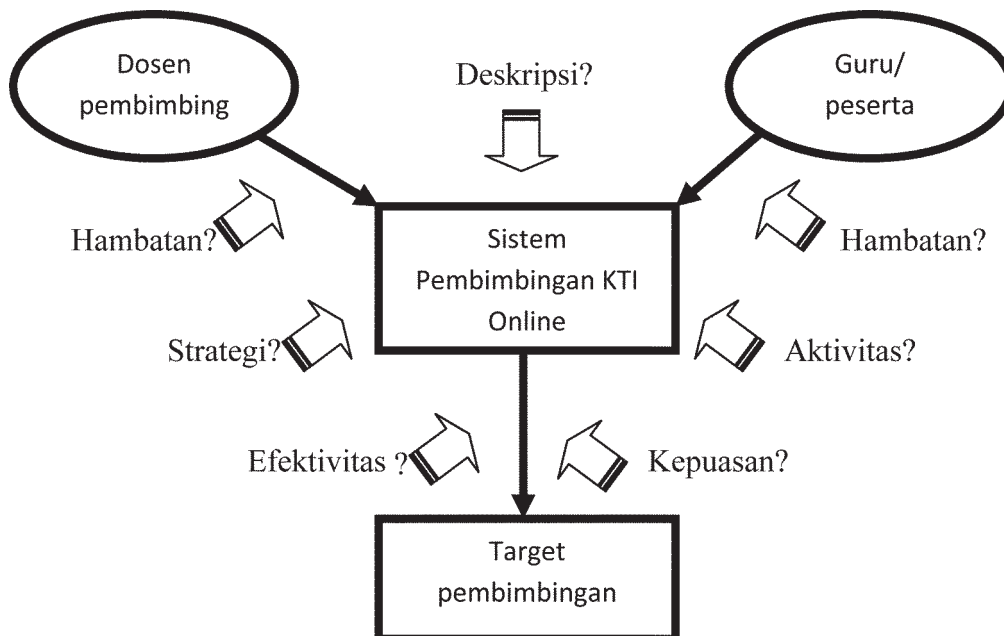 Dosen
pembimbing
Deskripsi?
Guru/
peserta
Hambatan?
Hambatan?
Sistem
Pembimbingan KTI
Online
Strategi?
Aktivitas?
Efektivitas ?
Kepuasan?
Target
pembimbingan